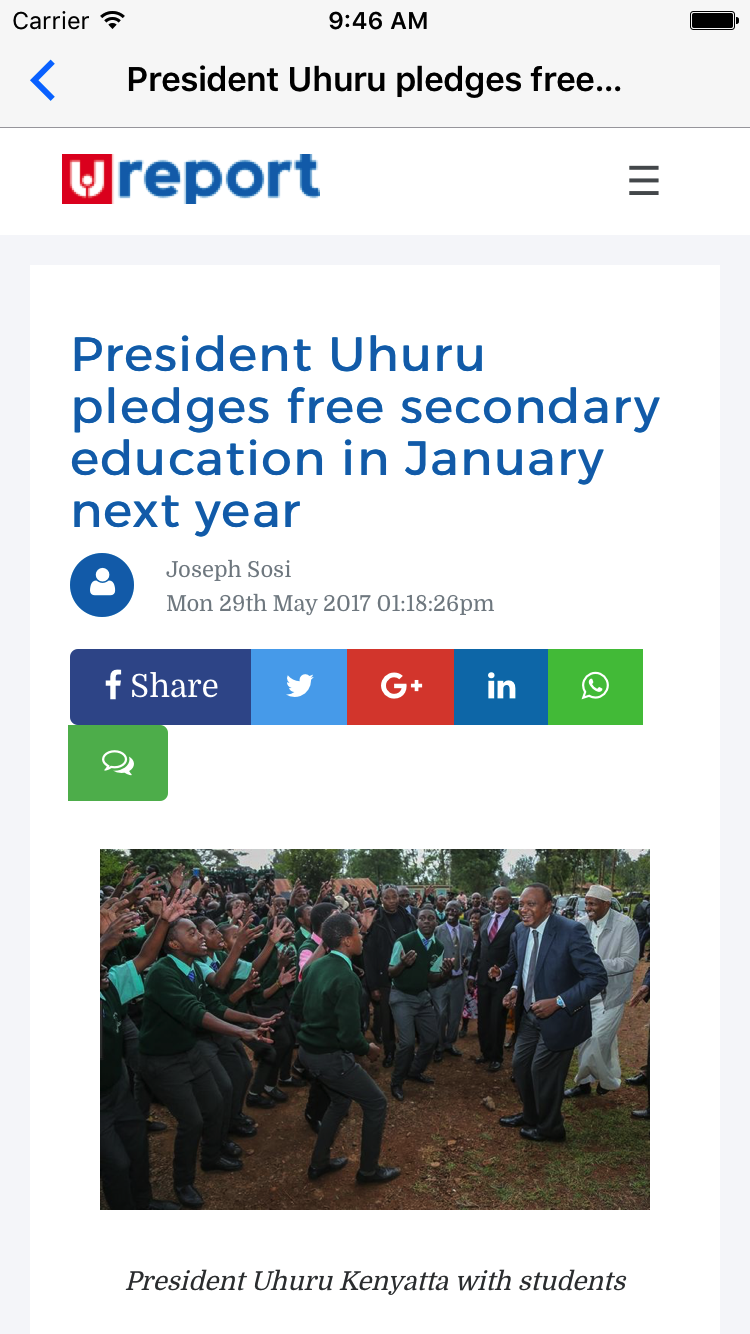 Carrier 9:46 AM
President Uhuru pledges free...
U report
President Uhuru
pledges free secondary
education in January
next year
Joseph Sosi
Mon 29th May 2017 01:18:26pm
f Share G+ in
President Uhuru Kenyatta with students